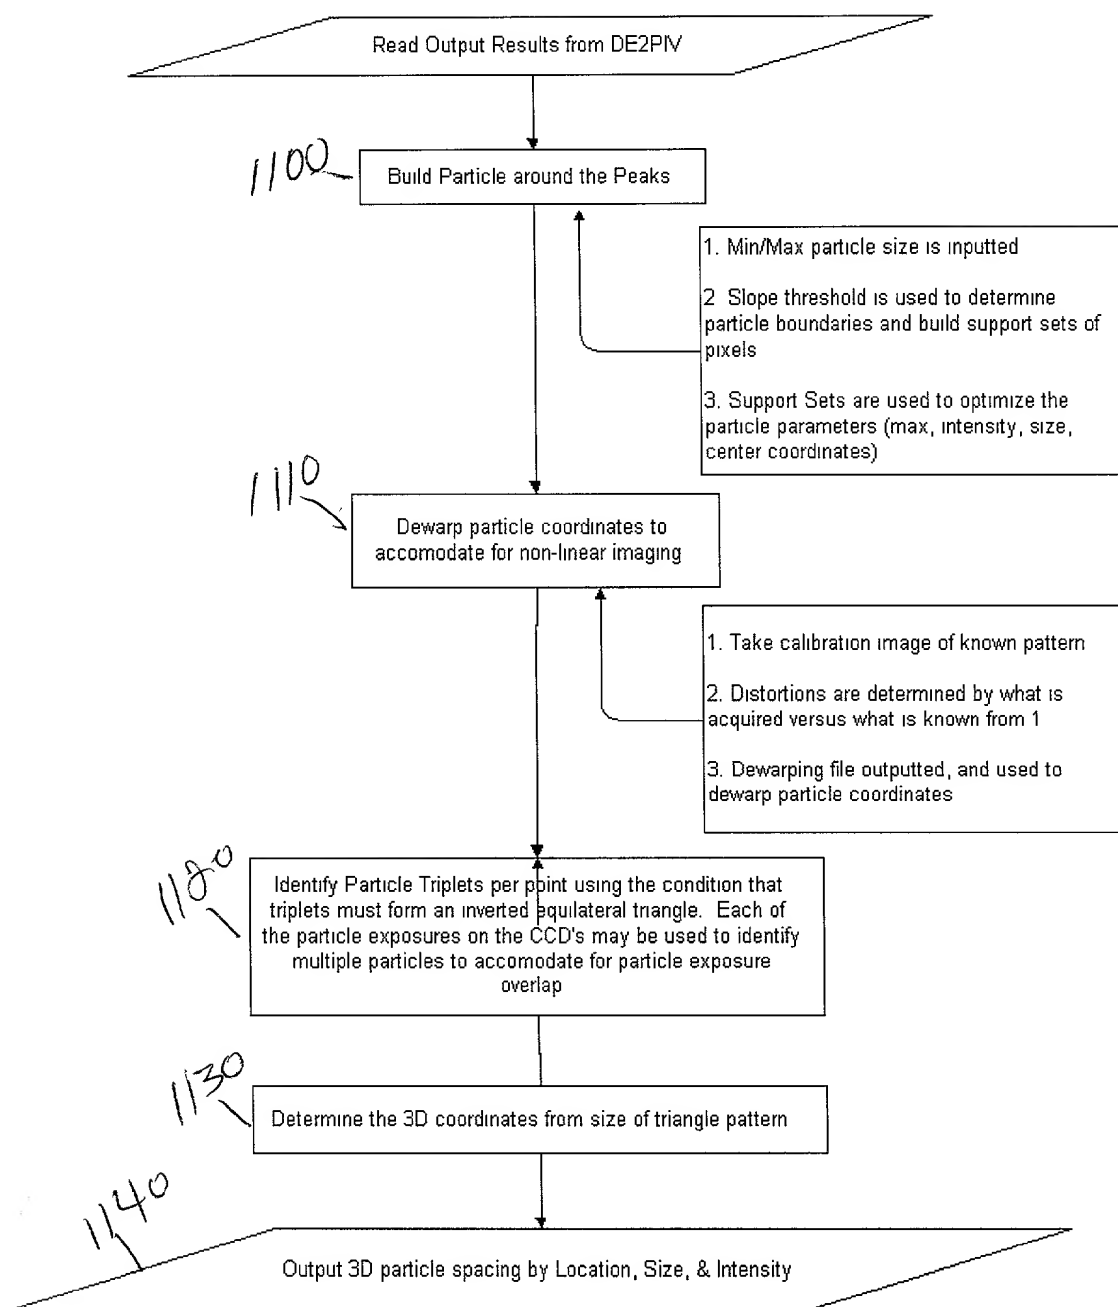 Read Output Results from DE2PIV
1100
Build Particle around the Peaks
1. Min/Max particle size is inputted
2 Slope threshold is used to determine
particle boundaries and build support sets of
pixels
3. Support Sets are used to optimize the
particle parameters (max, intensity, size,
center coordinates)
1110
Dewarp particle coordinates to
accomodate for non-linear imaging
1. Take calibration image of known pattern
2. Distortions are determined by what is
acquired versus what is known from 1
3. Dewarping file outputted, and used to
dewarp particle coordinates
1120
Identify Particle Triplets per point using the condition that
triplets must form an inverted equilateral triangle. Each of
the particle exposures on the CCD's may be used to identify
multiple particles to accomodate for particle exposure
overlap
1130
Determine the 3D coordinates from size of triangle pattern
1140
Output 3D particle spacing by Location, Size, & Intensity